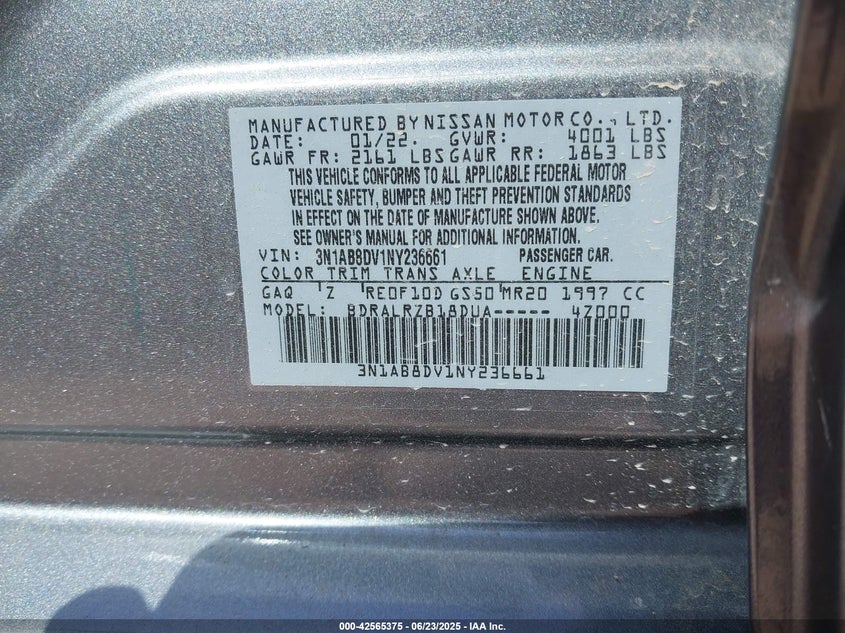 MANUFACTURED BY NISSAN MOTOR CO., LTD.
DATE: 01/22. GVWR: 4001 LBS
GAWR FR: 2161 LBS GAWR RR: 1863 LBS
THIS VEHICLE CONFORMS TO ALL APPLICABLE FEDERAL MOTOR
VEHICLE SAFETY, BUMPER AND THEFT PREVENTION STANDARDS
IN EFFECT ON THE DATE OF MANUFACTURE SHOWN ABOVE.
SEE OWNER'S MANUAL FOR ADDITIONAL INFORMATION.
VIN: 3N1AB8DV1NY236661 PASSENGER CAR.
COLOR TRIM TRANS AXLE ENGINE
GAQ Z RE0F10D GS50 MR20 1997 CC
MODEL: BDRALRZB18DUA----- 4Z000
3N1AB8DV1NY236661
000-42565375 - 06/23/2025 - IAA Inc.